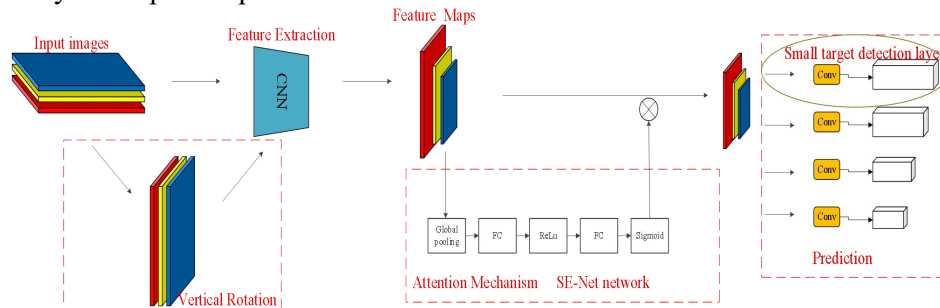 Input images
Feature Extraction
CNN
Feature Maps
Vertical Rotation
Global
pooling
FC
ReLu
FC
Sigmoid
Attention Mechanism SE-Net network
Small target detection laye
Conv
Conv
Conv
Conv
Prediction